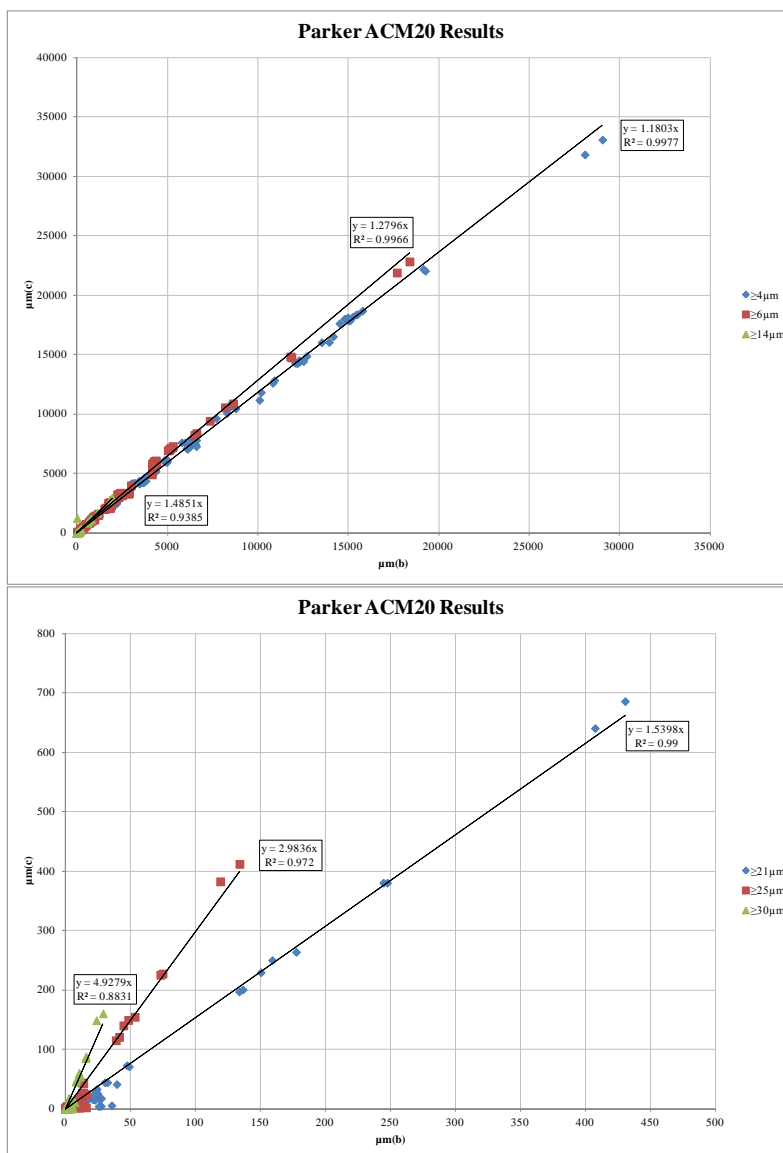 Parker ACM20 Results
40000
35000
30000
25000
20000
15000
10000
5000
0
0 5000 10000 15000 20000 25000 30000 35000
µm(c)
µm(b)
y = 1.1803x
R² = 0.9977
y = 1.2796x
R² = 0.9966
y = 1.4851x
R² = 0.9385
≥4µm
≥6µm
≥14µm
Parker ACM20 Results
800
700
600
500
400
300
200
100
0
0 50 100 150 200 250 300 350 400 450 500
µm(c)
µm(b)
y = 1.5398x
R² = 0.99
y = 2.9836x
R² = 0.972
y = 4.9279x
R² = 0.8831
≥21µm
≥25µm
≥30µm